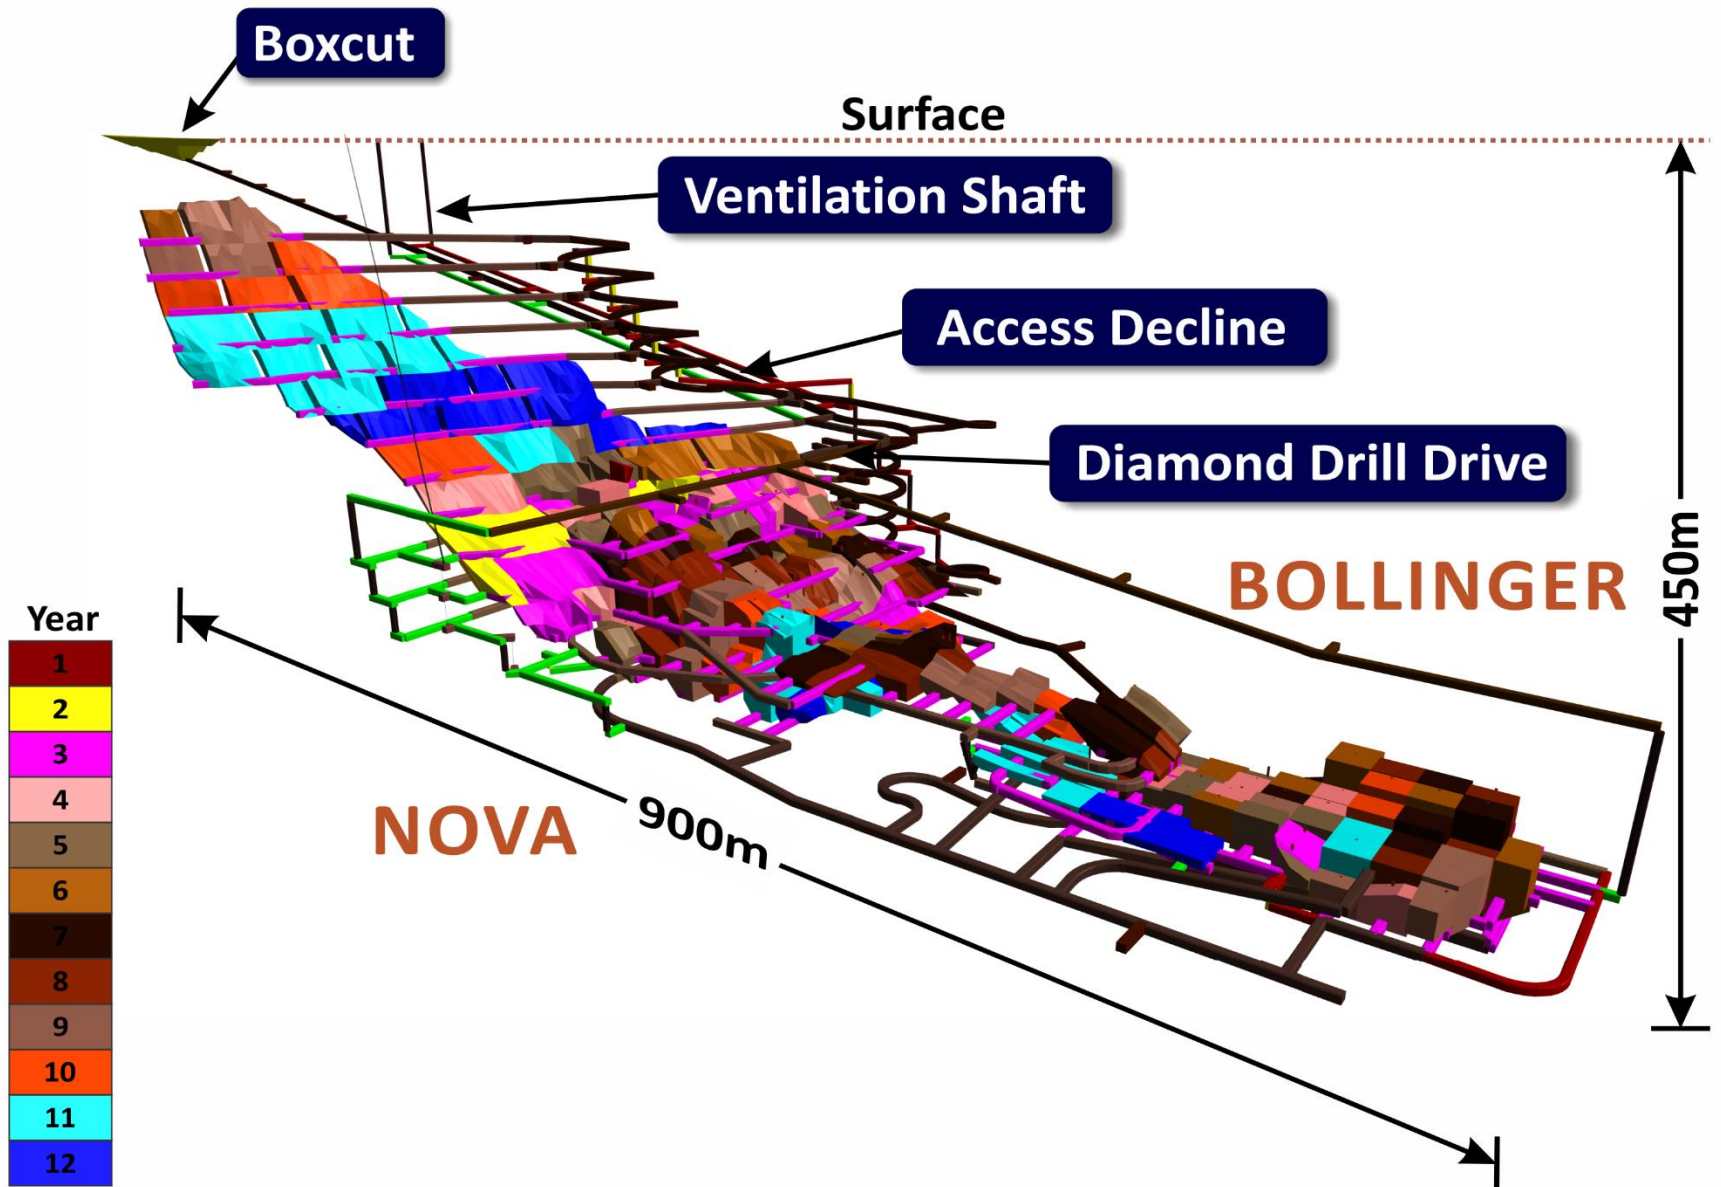 Boxcut
Surface
Ventilation Shaft
Access Decline
Diamond Drill Drive
BOLLINGER
450m
Year
1
2
3
4
5
6
7
8
9
10
11
12
NOVA
900m